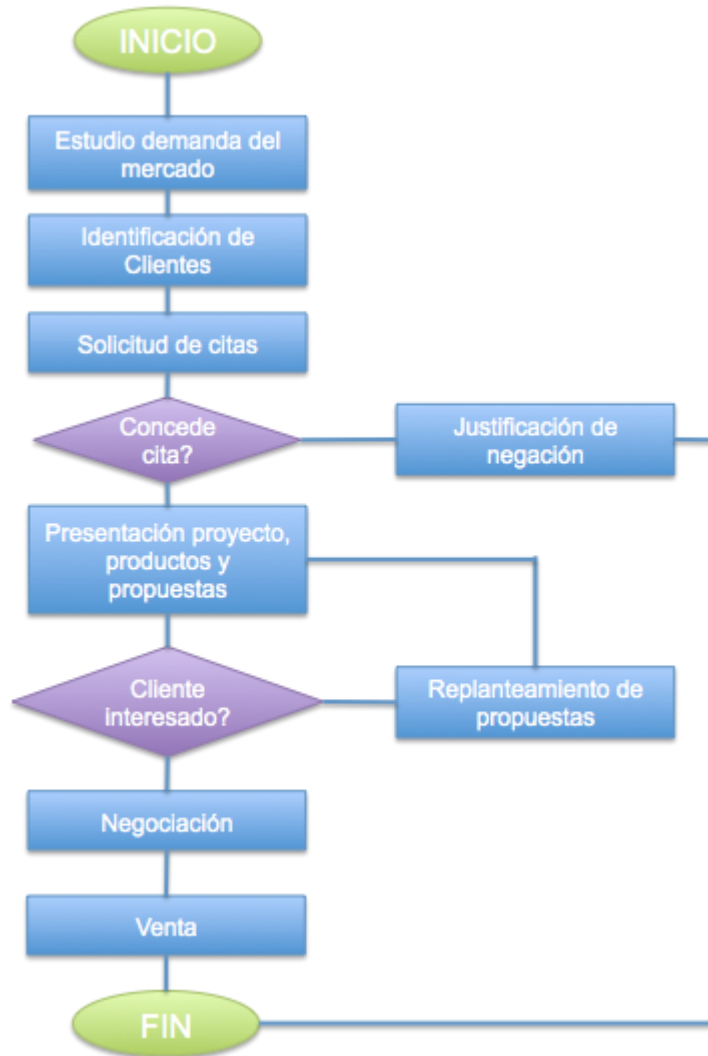 INICIO
Estudio demanda del
mercado
Identificación de
Clientes
Solicitud de citas
Concede
cita?
Justificación de
negación
Presentación proyecto,
productos y
propuestas
Cliente
interesado?
Replanteamiento de
propuestas
Negociación
Venta
FIN